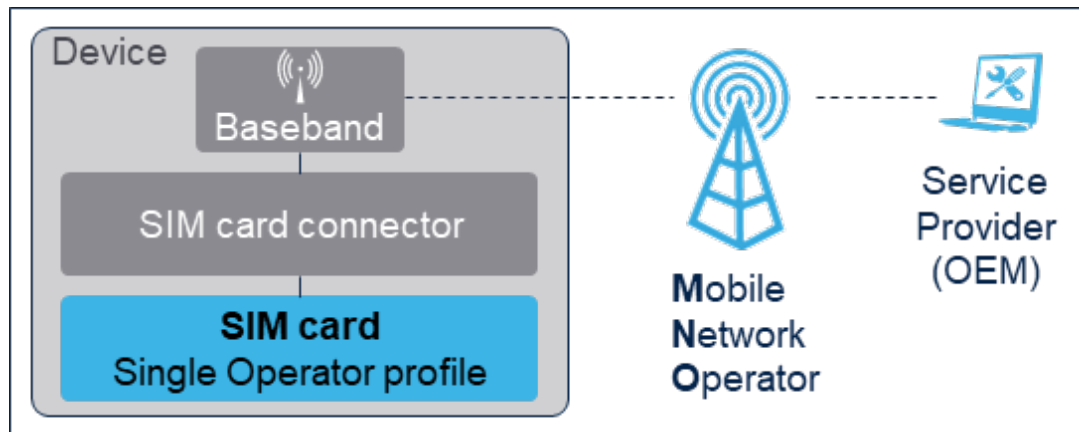 Device
Baseband
SIM card connector
SIM card
Single Operator profile
Mobile
Network
Operator
Service
Provider
(OEM)